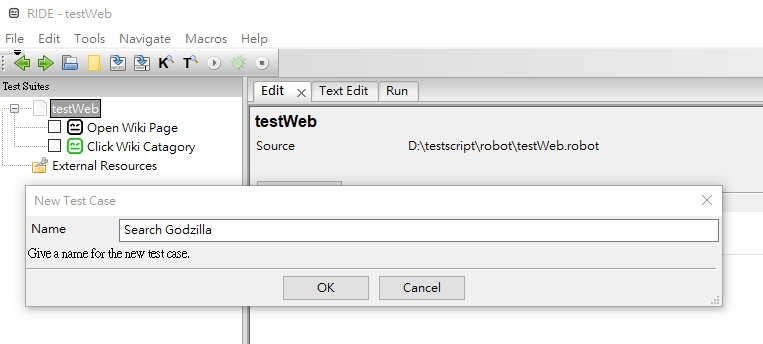 RIDE - testWeb
File Edit Tools Navigate Macros Help
K T
Test Suites
testWeb
Open Wiki Page
Click Wiki Catagory
External Resources
Edit Text Edit Run
testWeb
Source D:\testscript\robot\testWeb.robot
New Test Case
Name Search Godzilla
Give a name for the new test case.
OK Cancel